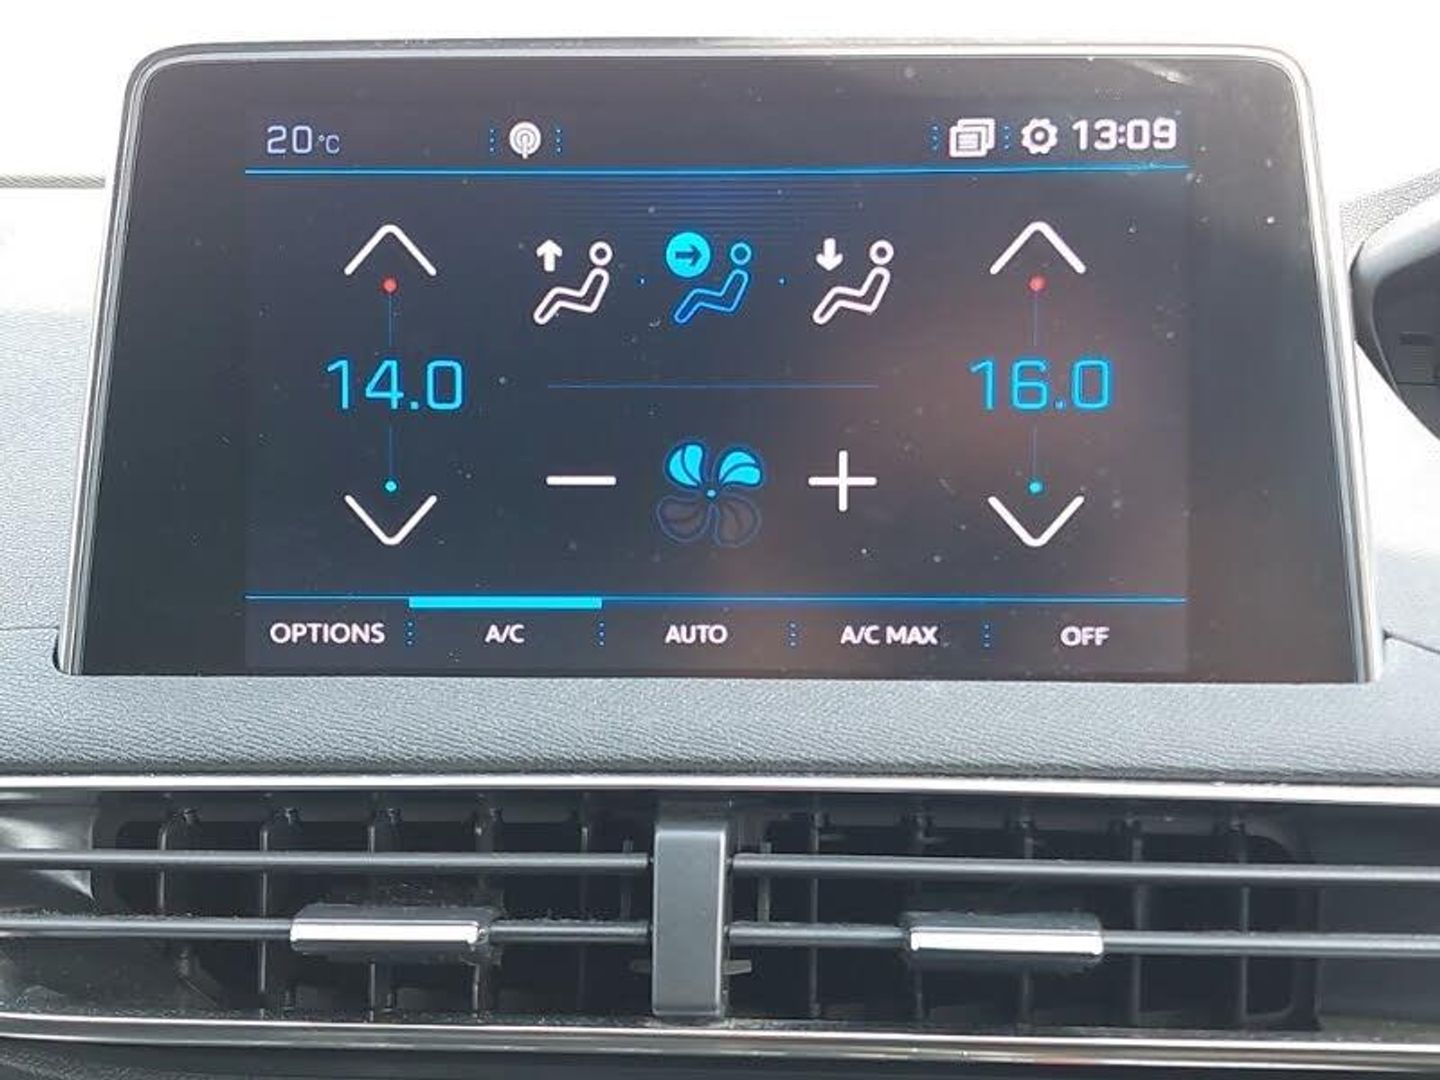 20°C 13:09
14.0 16.0
OPTIONS A/C AUTO A/C MAX OFF